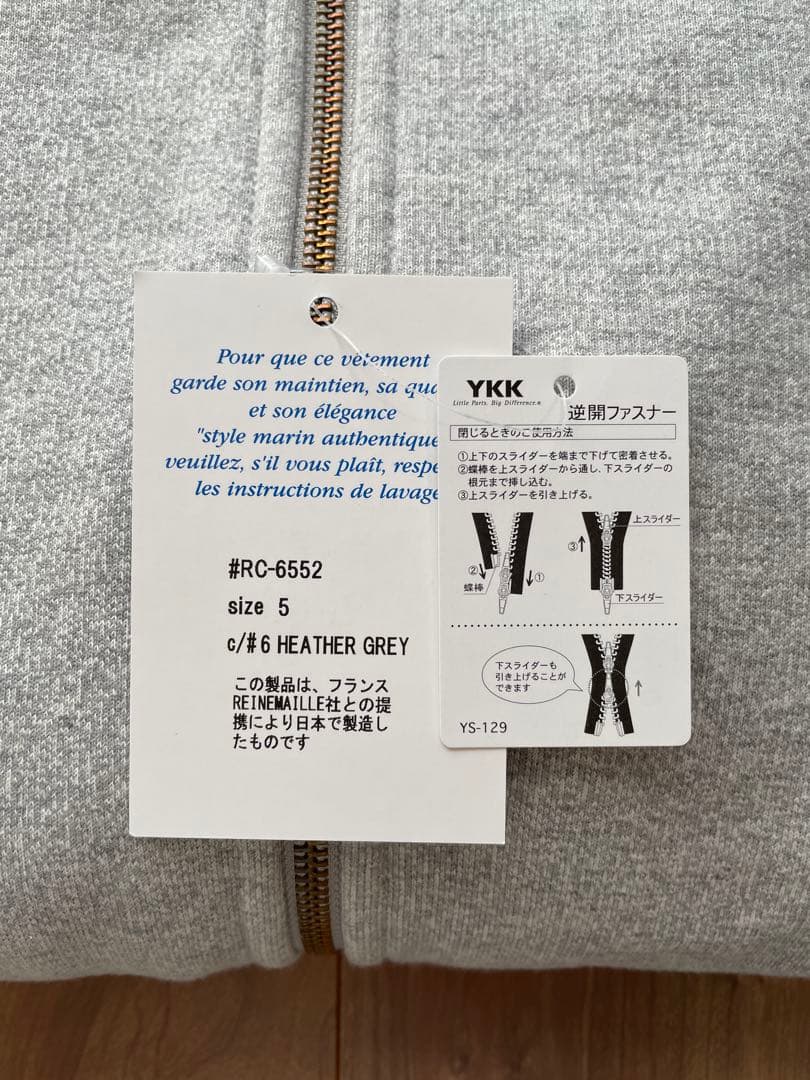 Pour que ce vêtement
garde son maintien, sa
et son élégance
"style marin authentique
veuillez, s'il vous plaît,
les instructions de lavage
#RC-6552
size 5
c/#6 HEATHER GREY
この製品は、フランス
REINEMAILLE社との提
携により日本で製造し
たものです
YKK
Little Parts. Big Difference.
逆開ファスナー
閉じるときのご使用方法
①上下のスライダーを端まで下げて密着させる。
②蝶棒を上スライダーから通し、下スライダーの
根元まで挿し込む。
③上スライダーを引き上げる。
上スライダー
③
②
①
蝶棒
下スライダー
下スライダーも
引き上げることが
できます
YS-129